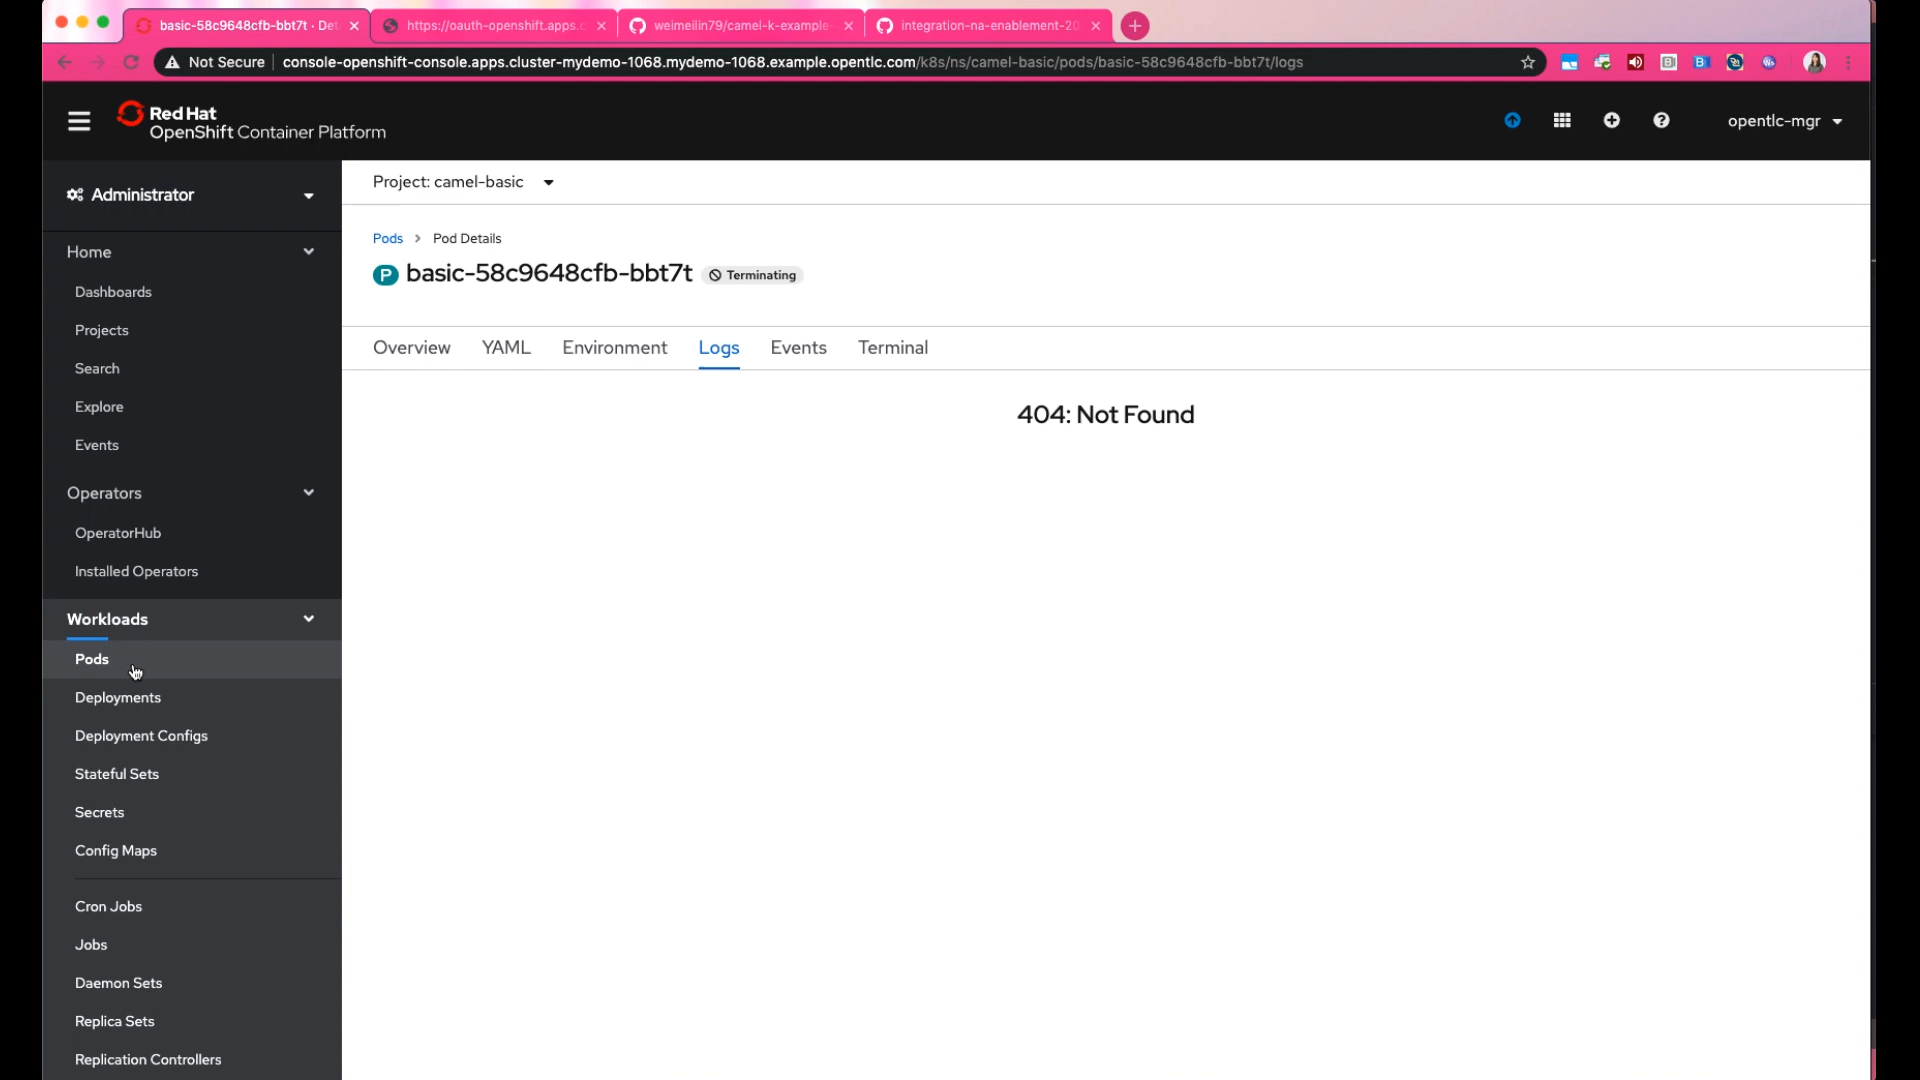 basic-58c9648cfb-bbt7t · Det
https://oauth-openshift.apps.c
weimeilin79/camel-k-example-
integration-na-enablement-20
Not Secure
console-openshift-console.apps.cluster-mydemo-1068.mydemo-1068.example.opentlc.com/k8s/ns/camel-basic/pods/basic-58c9648cfb-bbt7t/logs
Red Hat
OpenShift Container Platform
opentlc-mgr
Administrator
Home
Dashboards
Projects
Search
Explore
Events
Operators
OperatorHub
Installed Operators
Workloads
Pods
Deployments
Deployment Configs
Stateful Sets
Secrets
Config Maps
Cron Jobs
Jobs
Daemon Sets
Replica Sets
Replication Controllers
Project: camel-basic
Pods > Pod Details
P basic-58c9648cfb-bbt7t Terminating
Overview YAML Environment Logs Events Terminal
404: Not Found